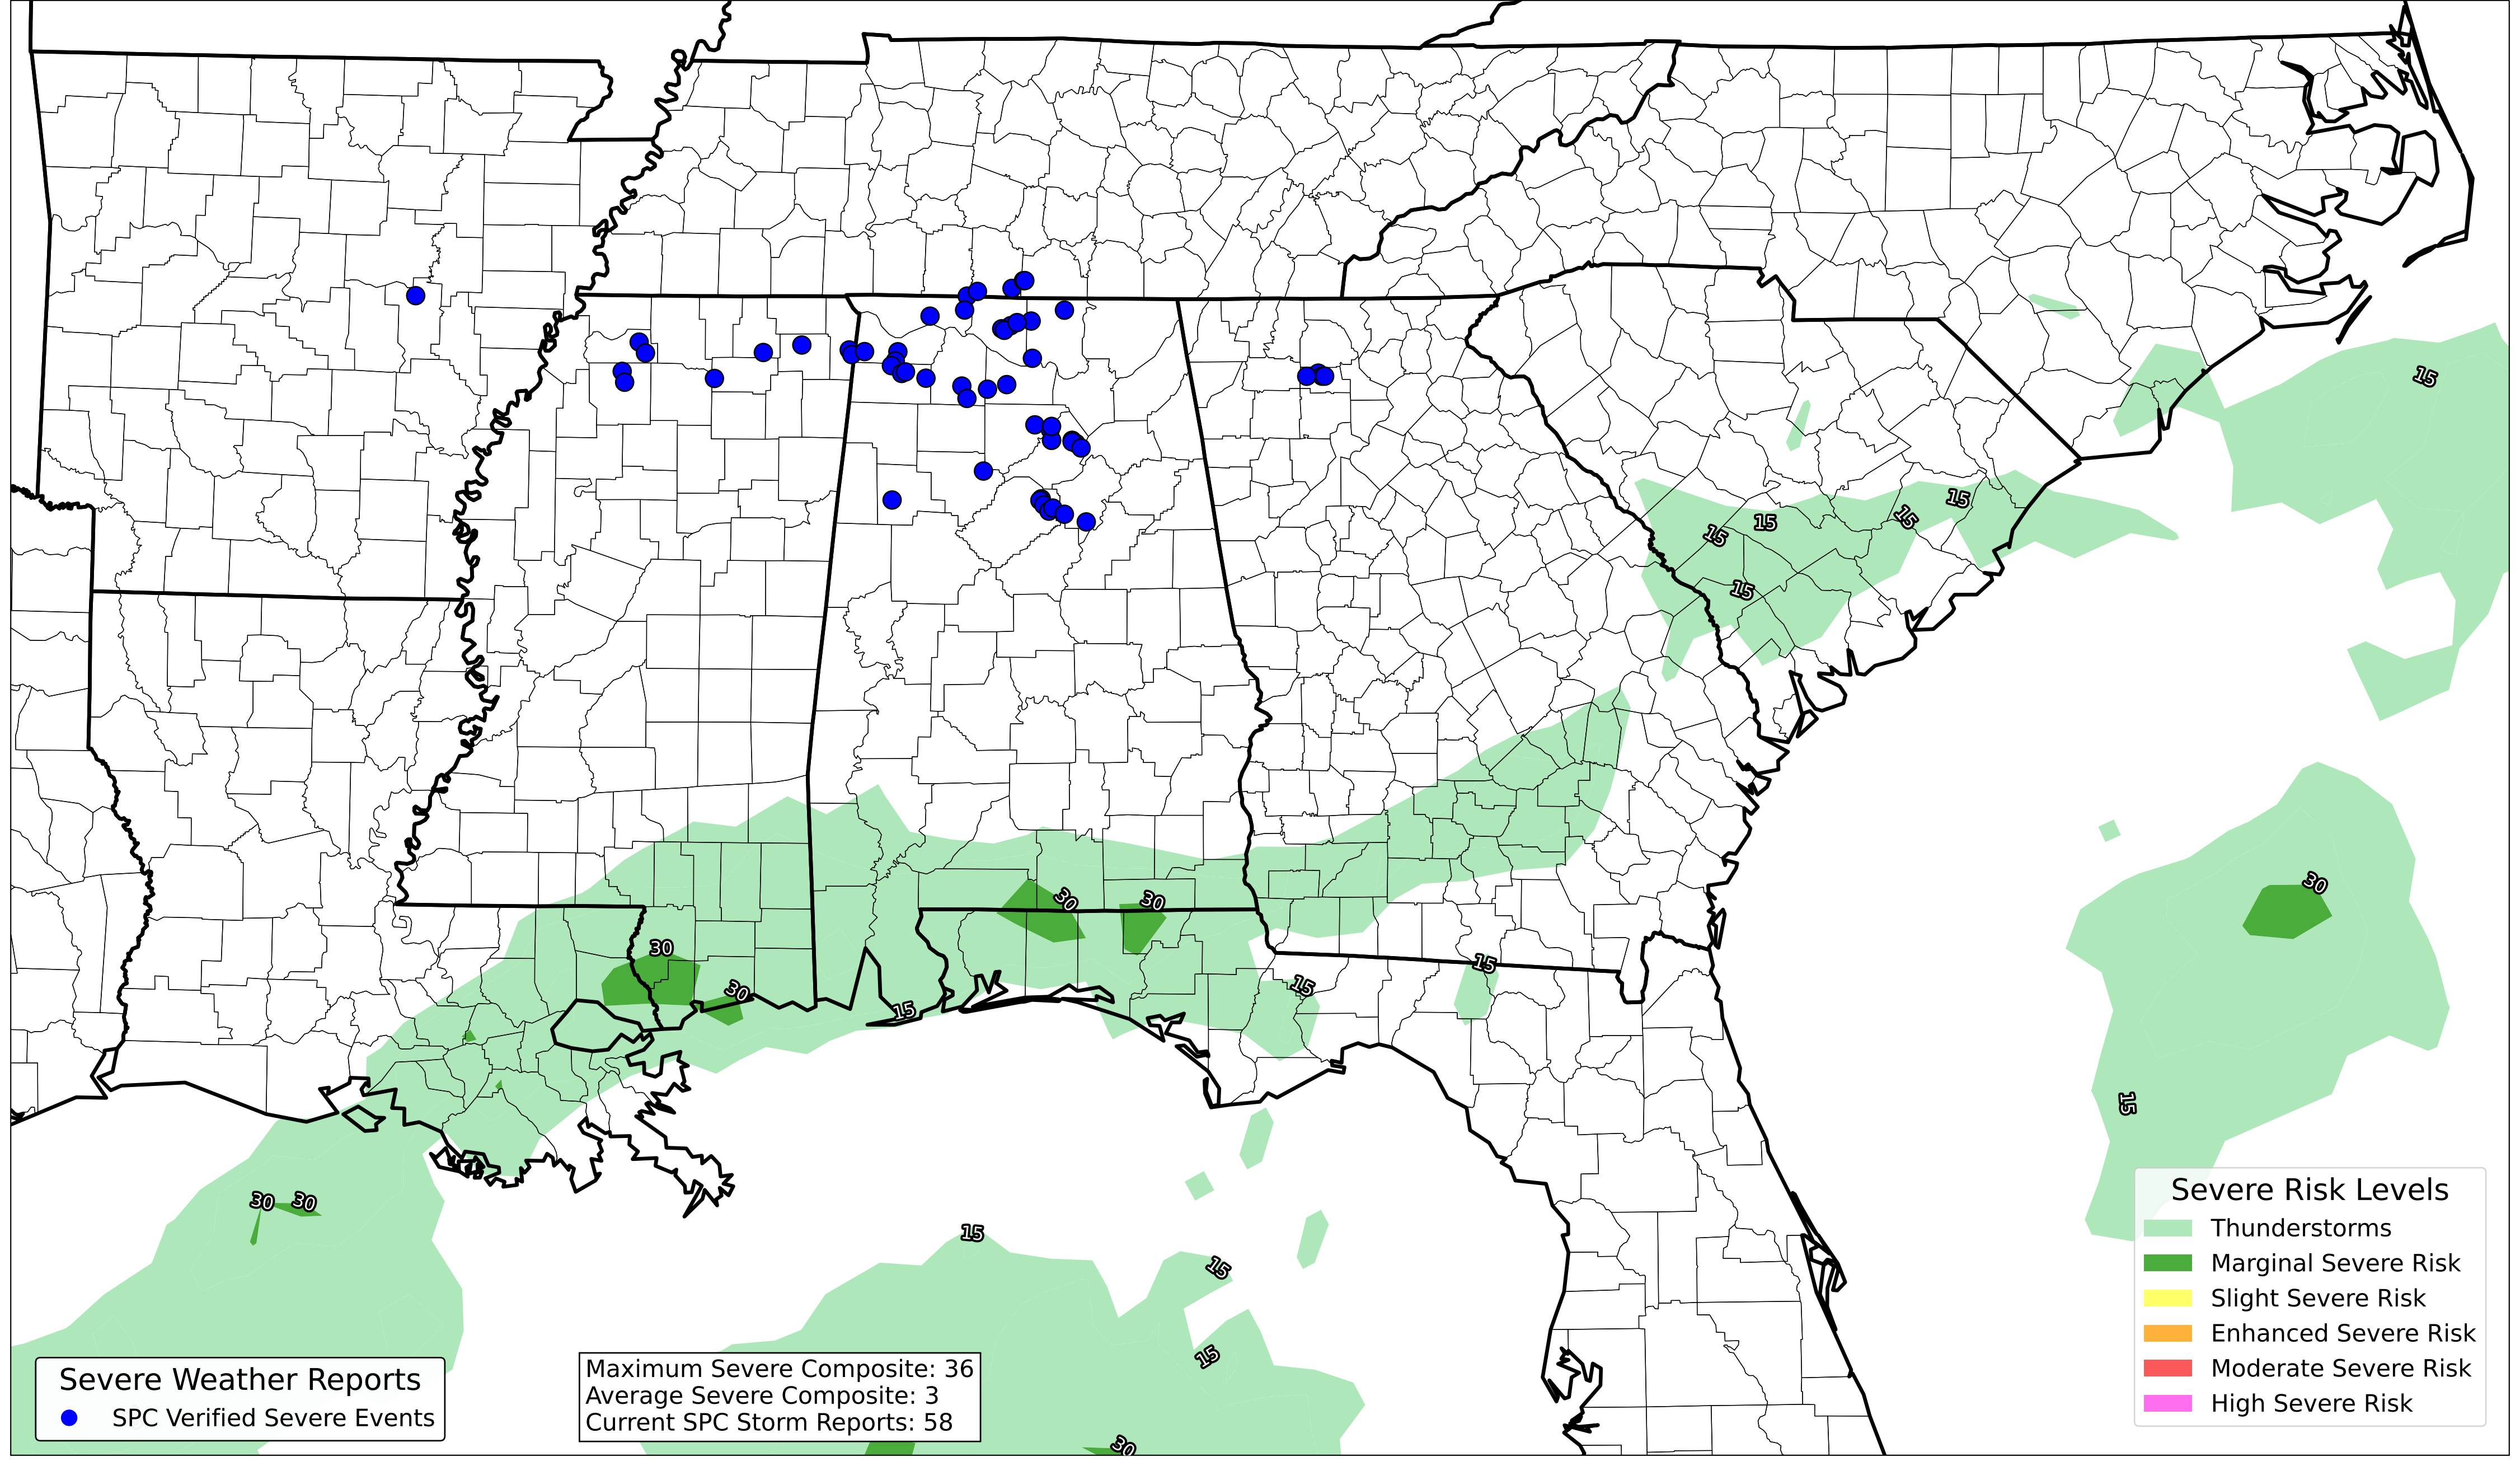 15
15
15
15
15
15
30
30
30
30
30
15
15
15
15
30
30
15
15
15
30
Severe Weather Reports
SPC Verified Severe Events
Maximum Severe Composite: 36
Average Severe Composite: 3
Current SPC Storm Reports: 58
Severe Risk Levels
Thunderstorms
Marginal Severe Risk
Slight Severe Risk
Enhanced Severe Risk
Moderate Severe Risk
High Severe Risk